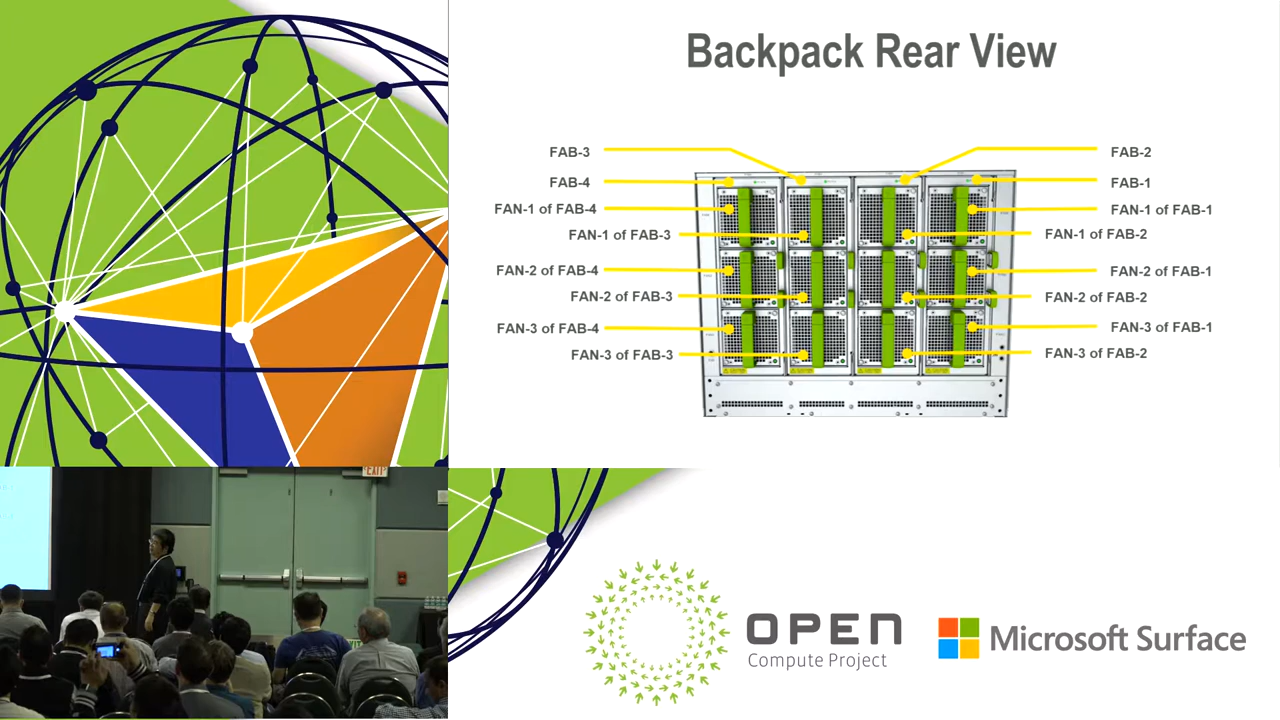 Backpack Rear View
FAB-3
FAB-2
FAB-4
FAB-1
FAN-1 of FAB-4
FAN-1 of FAB-1
FAN-1 of FAB-3
FAN-1 of FAB-2
FAN-2 of FAB-4
FAN-2 of FAB-1
FAN-2 of FAB-3
FAN-2 of FAB-2
FAN-3 of FAB-4
FAN-3 of FAB-1
FAN-3 of FAB-3
FAN-3 of FAB-2
EXIT
OPEN
Compute Project
Microsoft Surface